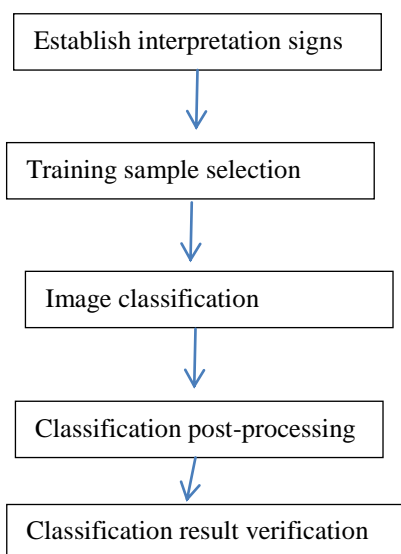 Establish interpretation signs
Training sample selection
Image classification
Classification post-processing
Classification result verification